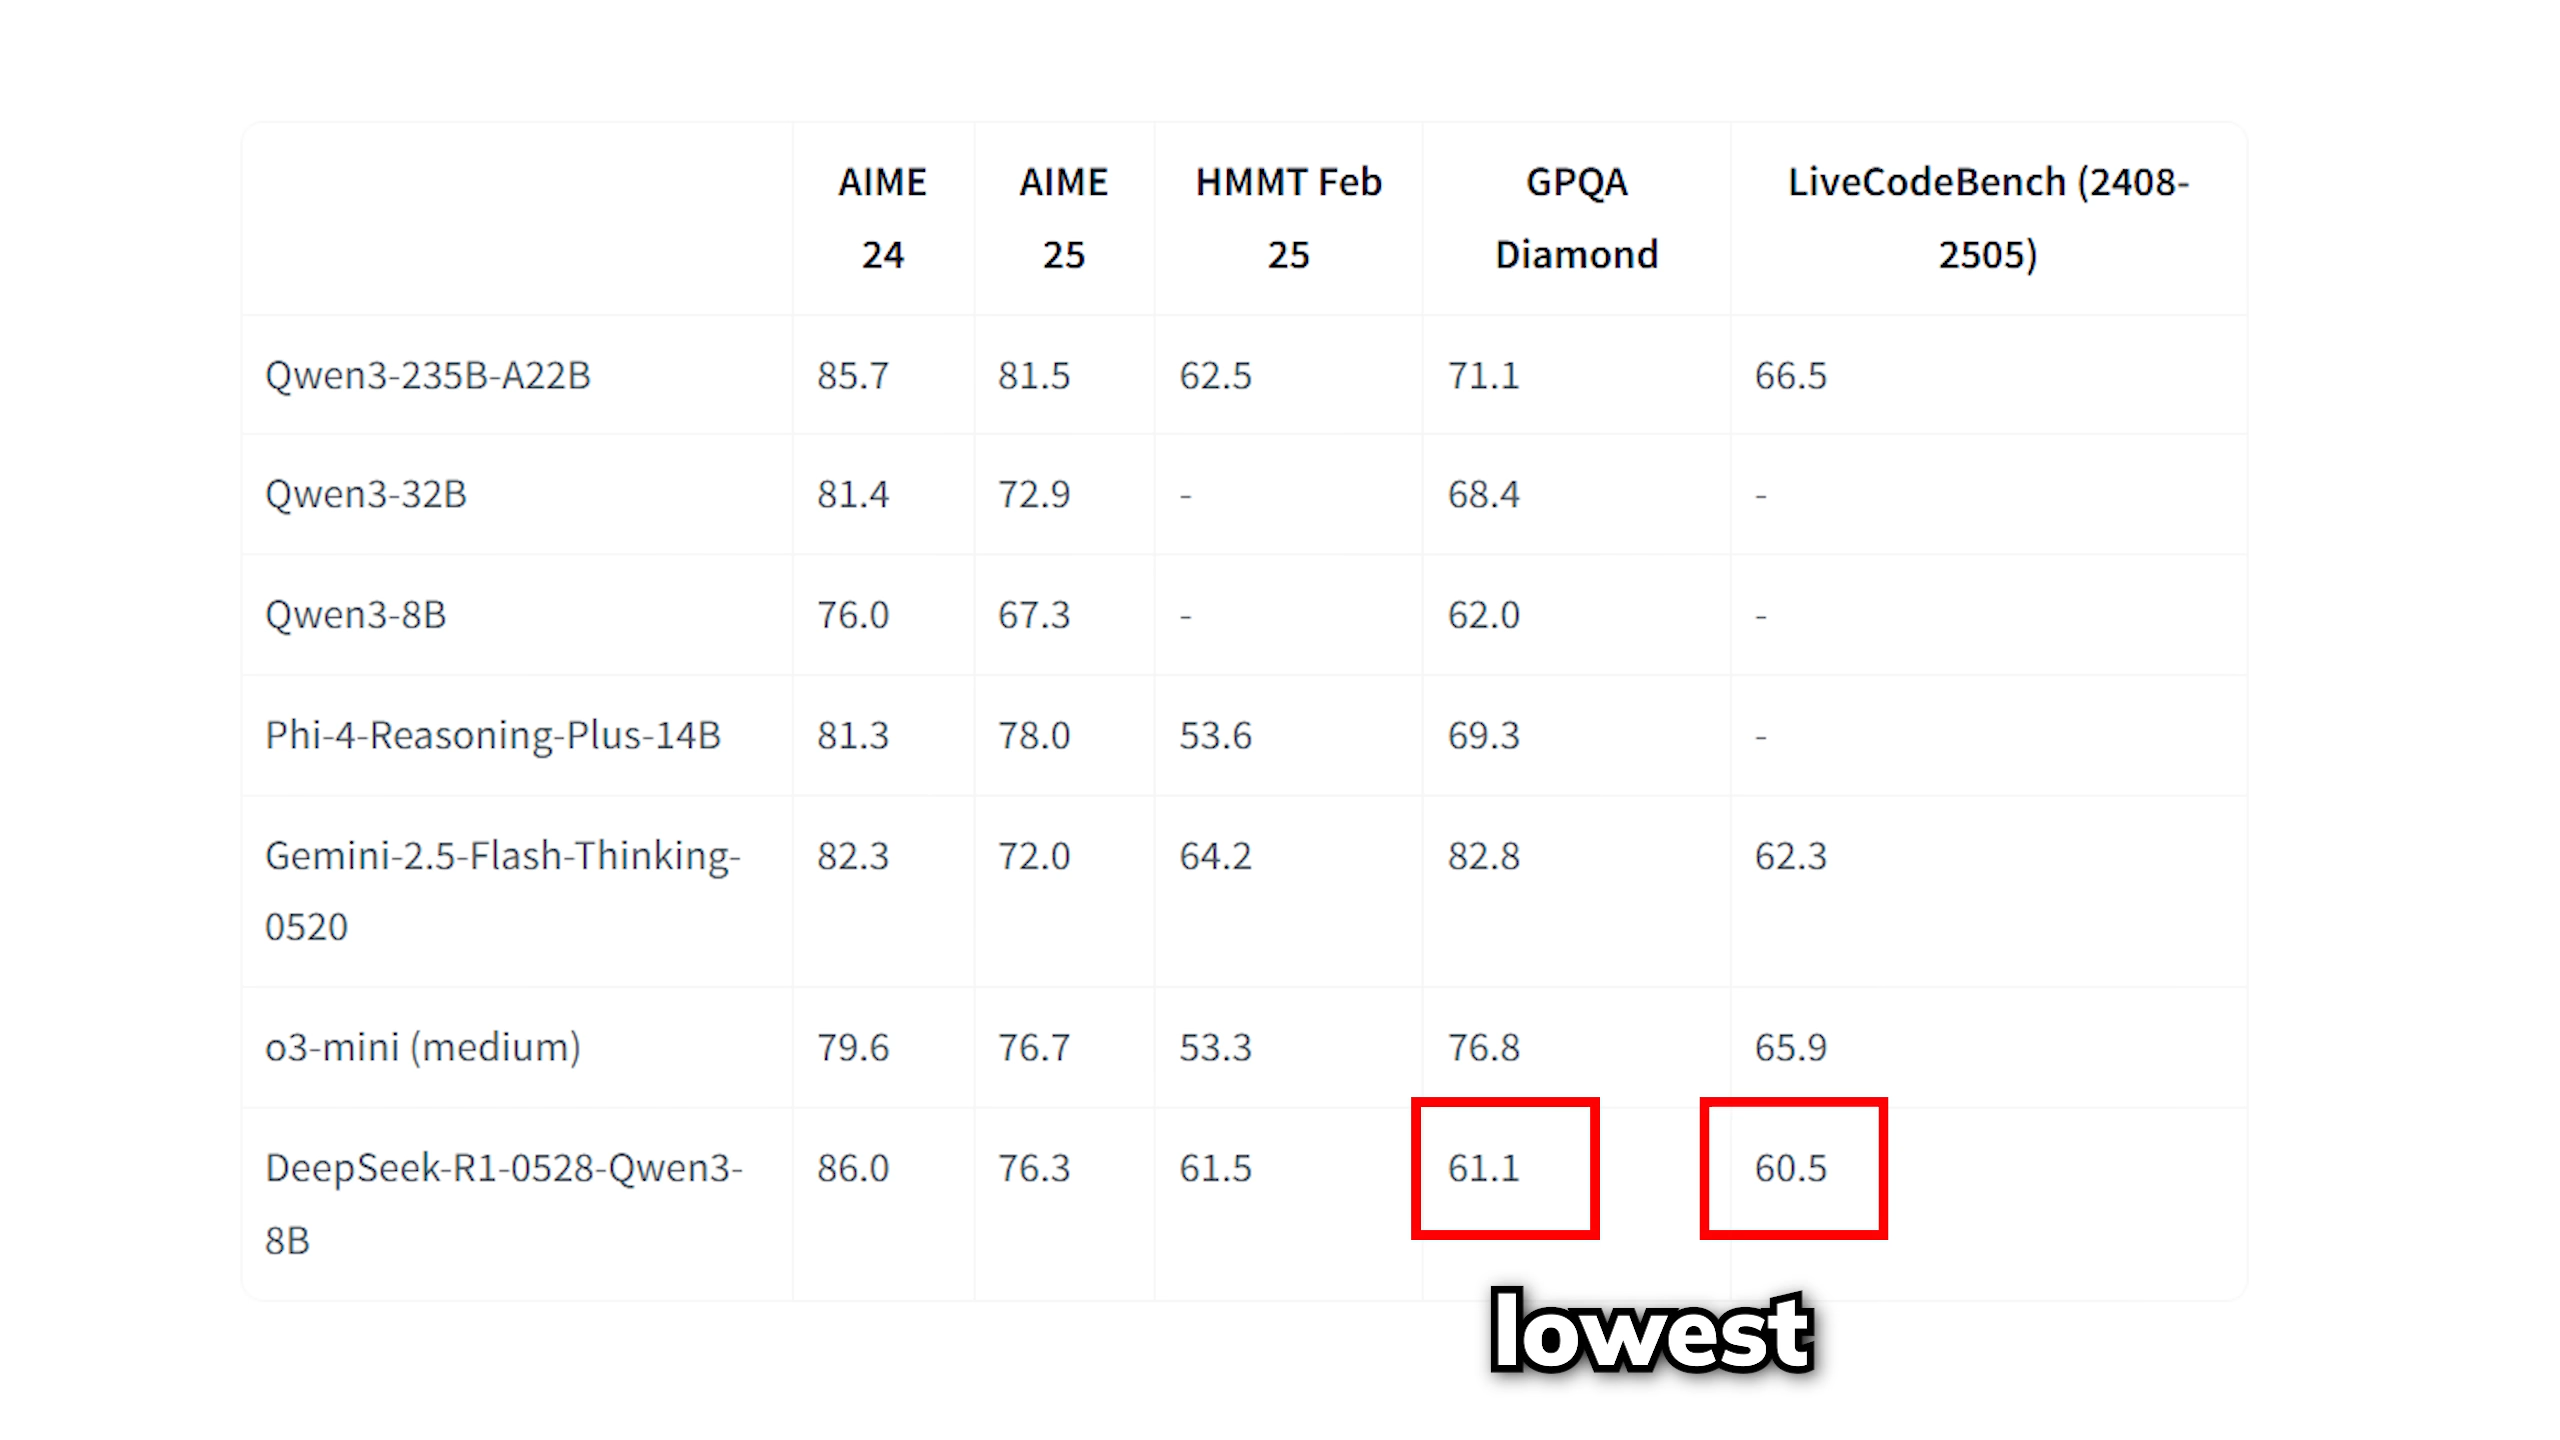 AIME 24 AIME 25 HMMT Feb 25 GPQA Diamond LiveCodeBench (2408-2505)
Qwen3-235B-A22B 85.7 81.5 62.5 71.1 66.5
Qwen3-32B 81.4 72.9 - 68.4 -
Qwen3-8B 76.0 67.3 - 62.0 -
Phi-4-Reasoning-Plus-14B 81.3 78.0 53.6 69.3 -
Gemini-2.5-Flash-Thinking-0520 82.3 72.0 64.2 82.8 62.3
o3-mini (medium) 79.6 76.7 53.3 76.8 65.9
DeepSeek-R1-0528-Qwen3-8B 86.0 76.3 61.5 61.1 60.5
lowest